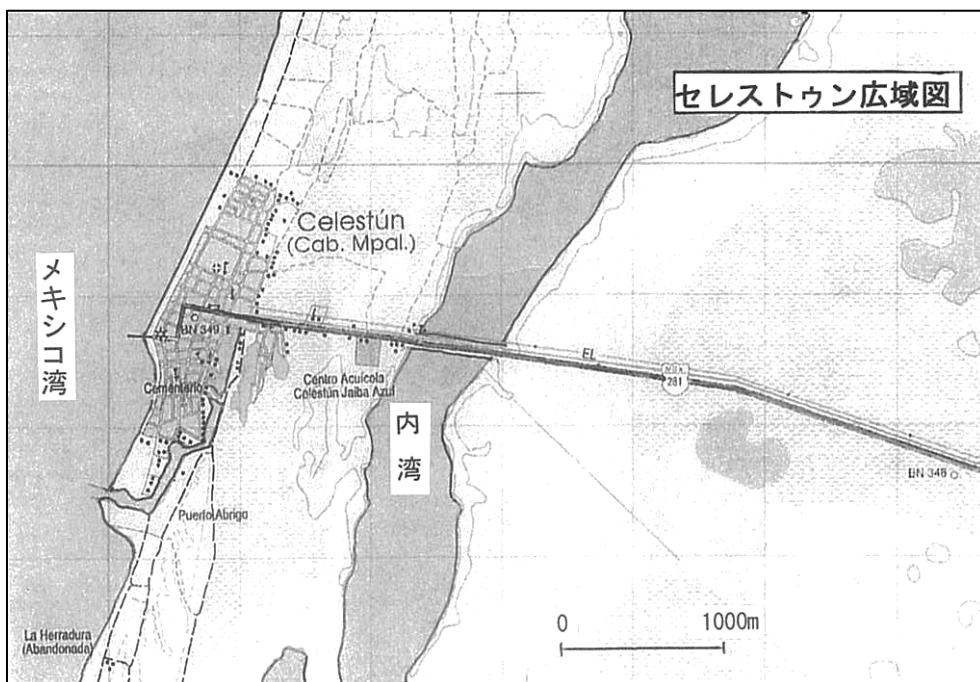 セレストゥン広域図
Celestún
(Cab. Mpal.)
メキシコ湾
BN 349
EL
281
Cementerio
Centro Acuícola
Celestún Jaiba Azul
内湾
BN 348
Puerto Abrigo
0 1000m
La Herradura
(Abandonada)